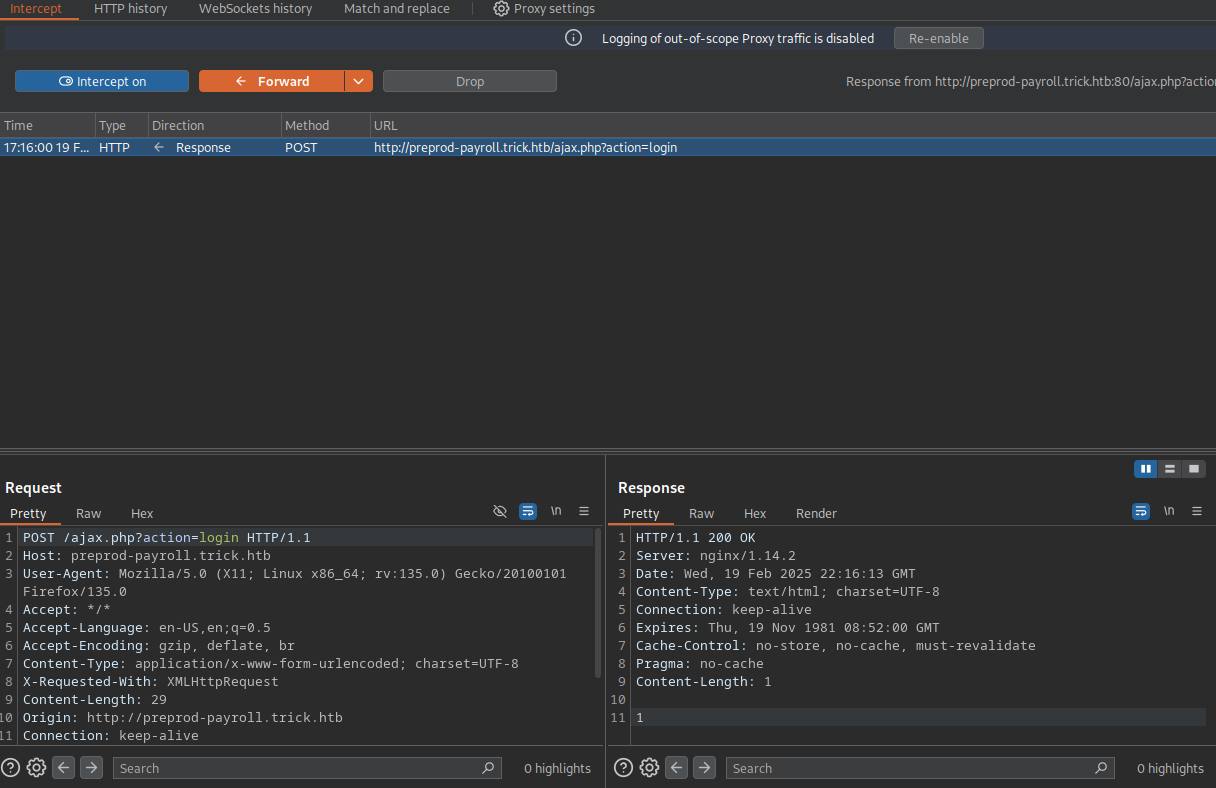 Intercept HTTP history WebSockets history Match and replace Proxy settings
Logging of out-of-scope Proxy traffic is disabled Re-enable
Intercept on Forward Drop Response from http://preprod-payroll.trick.htb:80/ajax.php?action
Time Type Direction Method URL
17:16:00 19 F... HTTP Response POST http://preprod-payroll.trick.htb/ajax.php?action=login
Request
Pretty Raw Hex \n
1 POST /ajax.php?action=login HTTP/1.1
2 Host: preprod-payroll.trick.htb
3 User-Agent: Mozilla/5.0 (X11; Linux x86_64; rv:135.0) Gecko/20100101
Firefox/135.0
4 Accept: */*
5 Accept-Language: en-US,en;q=0.5
6 Accept-Encoding: gzip, deflate, br
7 Content-Type: application/x-www-form-urlencoded; charset=UTF-8
8 X-Requested-With: XMLHttpRequest
9 Content-Length: 29
10 Origin: http://preprod-payroll.trick.htb
11 Connection: keep-alive
Search 0 highlights
Response
Pretty Raw Hex Render \n
1 HTTP/1.1 200 OK
2 Server: nginx/1.14.2
3 Date: Wed, 19 Feb 2025 22:16:13 GMT
4 Content-Type: text/html; charset=UTF-8
5 Connection: keep-alive
6 Expires: Thu, 19 Nov 1981 08:52:00 GMT
7 Cache-Control: no-store, no-cache, must-revalidate
8 Pragma: no-cache
9 Content-Length: 1
10
11 1
Search 0 highlights